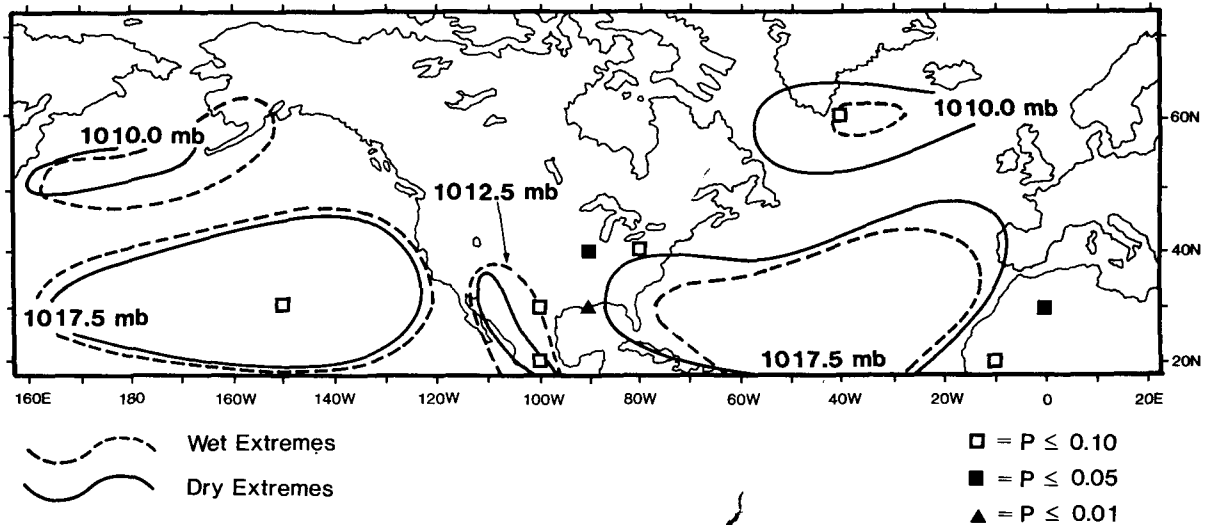 1010.0 mb
1010.0 mb
60N
1012.5 mb
40N
1017.5 mb
1017.5 mb
20N
160E 180W 160W 140W 120W 100W 80W 60W 40W 20W 0 20E
Wet Extremes
Dry Extremes
□ = P ≤ 0.10
■ = P ≤ 0.05
▲ = P ≤ 0.01